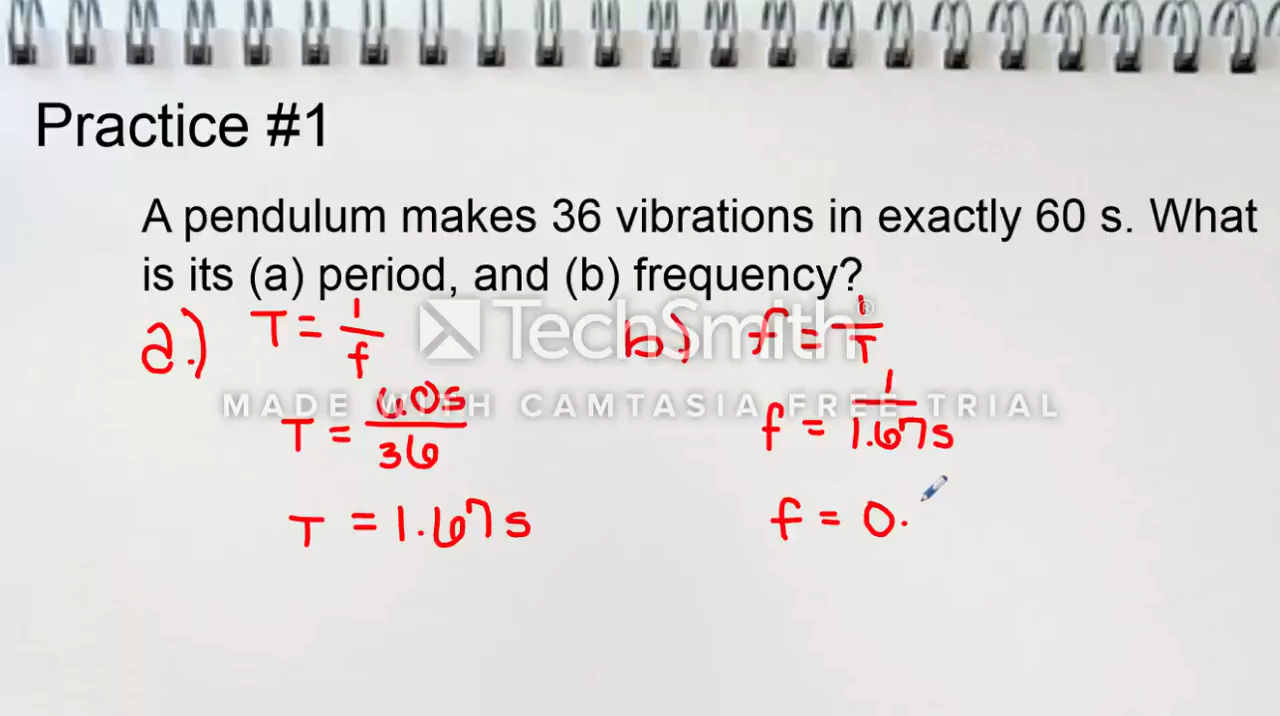 Practice #1
A pendulum makes 36 vibrations in exactly 60 s. What
is its (a) period, and (b) frequency?
a.) T = 1/f
T = 60s/36
T = 1.67s
b.) f = 1/T
f = 1/1.67s
f = 0.
TechSmith®
MADE WITH CAMTASIA FREE TRIAL